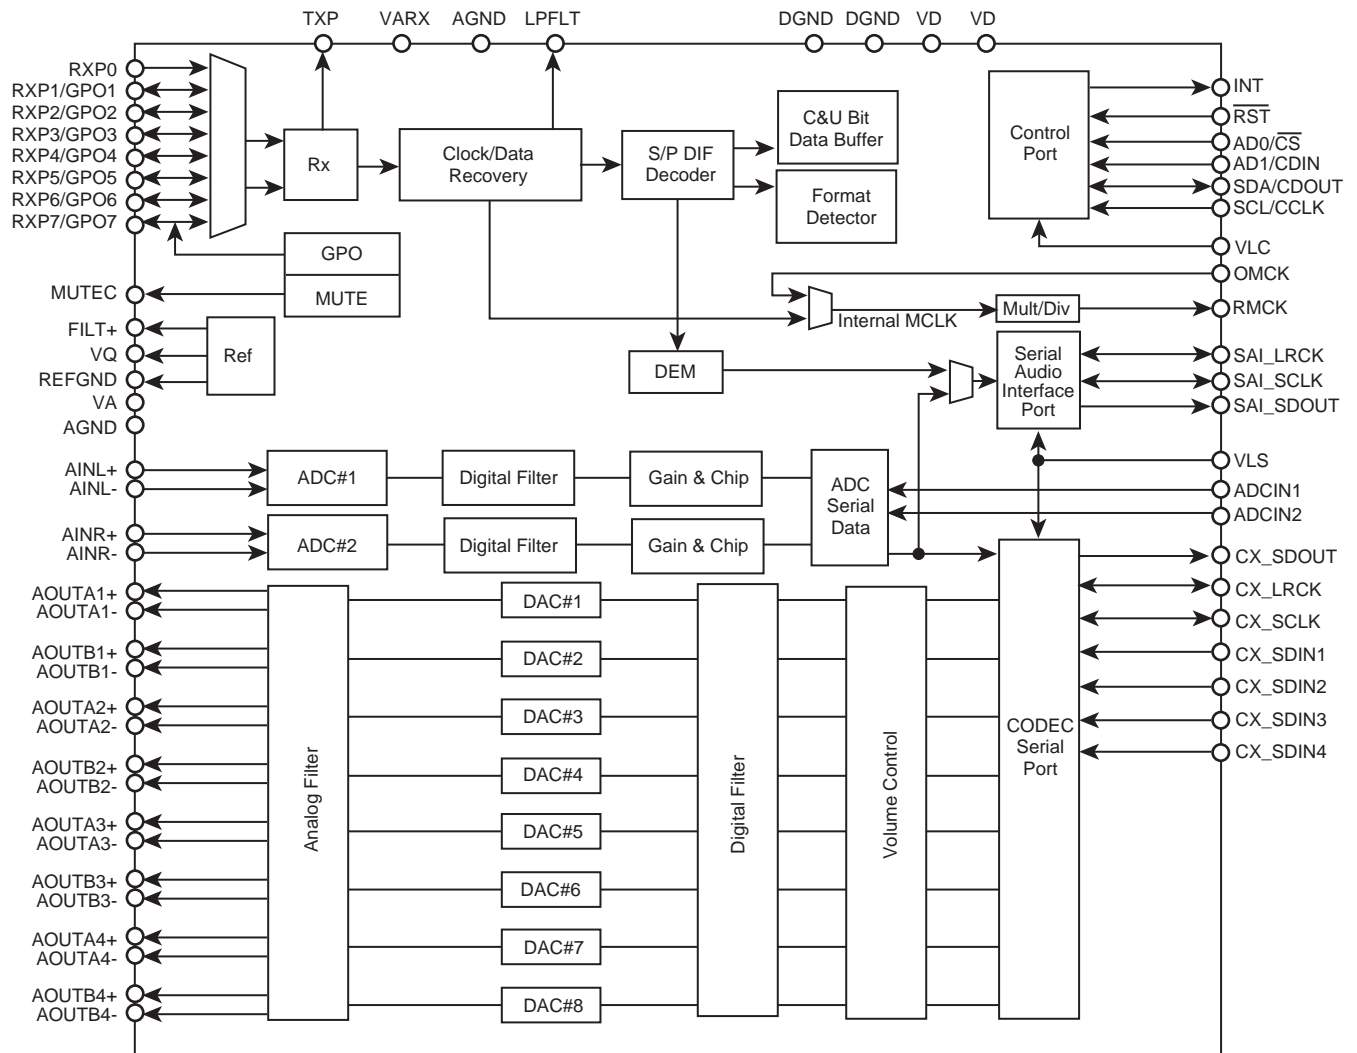 TXP
VARX
AGND
LPFLT
DGND
DGND
VD
VD
RXP0
RXP1/GPO1
RXP2/GPO2
RXP3/GPO3
RXP4/GPO4
RXP5/GPO5
RXP6/GPO6
RXP7/GPO7
MUTEC
FILT+
VQ
REFGND
VA
AGND
AINL+
AINL-
AINR+
AINR-
AOUTA1+
AOUTA1-
AOUTB1+
AOUTB1-
AOUTA2+
AOUTA2-
AOUTB2+
AOUTB2-
AOUTA3+
AOUTA3-
AOUTB3+
AOUTB3-
AOUTA4+
AOUTA4-
AOUTB4+
AOUTB4-
Rx
Clock/Data
Recovery
S/P DIF
Decoder
C&U Bit
Data Buffer
Format
Detector
Control
Port
GPO
MUTE
Ref
Internal MCLK
Mult/Div
DEM
Serial
Audio
Interface
Port
ADC#1
Digital Filter
Gain & Chip
ADC
Serial
Data
ADC#2
Digital Filter
Gain & Chip
Analog Filter
DAC#1
DAC#2
DAC#3
DAC#4
DAC#5
DAC#6
DAC#7
DAC#8
Digital Filter
Volume Control
CODEC
Serial
Port
INT
RST
AD0/CS
AD1/CDIN
SDA/CDOUT
SCL/CCLK
VLC
OMCK
RMCK
SAI_LRCK
SAI_SCLK
SAI_SDOUT
VLS
ADCIN1
ADCIN2
CX_SDOUT
CX_LRCK
CX_SCLK
CX_SDIN1
CX_SDIN2
CX_SDIN3
CX_SDIN4